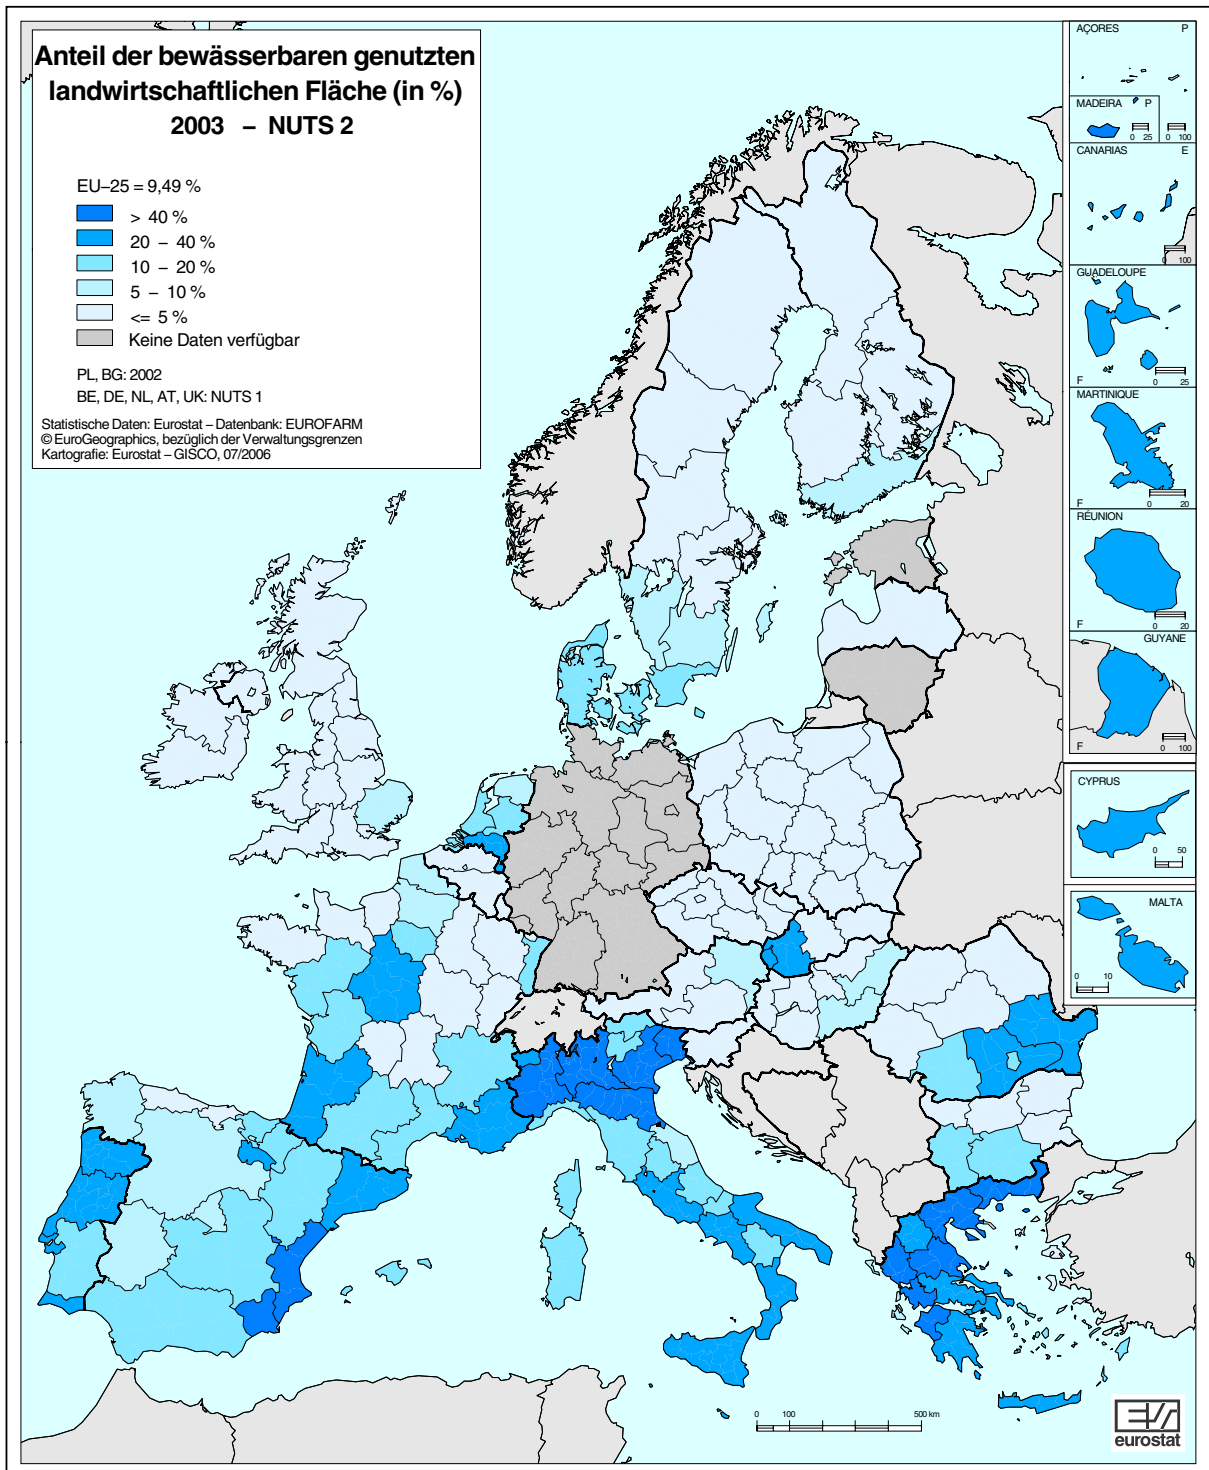 Anteil der bewässerbaren genutzten
landwirtschaftlichen Fläche (in %)
2003 – NUTS 2
EU–25 = 9,49 %
> 40 %
20 – 40 %
10 – 20 %
5 – 10 %
<= 5 %
Keine Daten verfügbar
PL, BG: 2002
BE, DE, NL, AT, UK: NUTS 1
Statistische Daten: Eurostat – Datenbank: EUROFARM
© EuroGeographics, bezüglich der Verwaltungsgrenzen
Kartografie: Eurostat – GISCO, 07/2006
AÇORES P
MADEIRA P
0 25
0 100
CANARIAS E
0 100
GUADELOUPE
F
0 25
MARTINIQUE
F
0 20
RÉUNION
F
0 20
GUYANE
F
0 100
CYPRUS
0 50
MALTA
0 10
0 100 500 km
eurostat